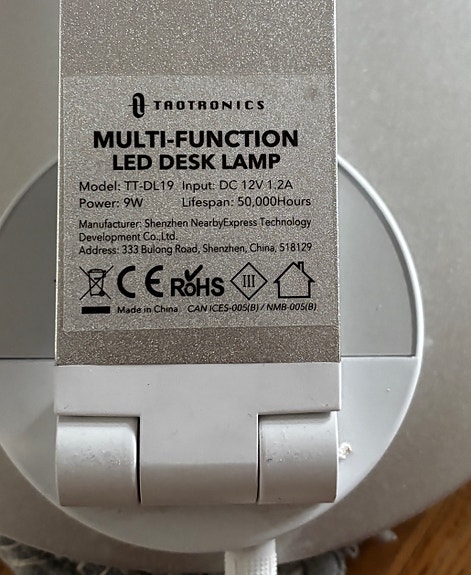 TAOTRONICS
MULTI-FUNCTION
LED DESK LAMP
Model: TT-DL19 Input: DC 12V 1.2A
Power: 9W Lifespan: 50,000Hours
Manufacturer: Shenzhen NearbyExpress Technology
Development Co.,Ltd.
Address: 333 Bulong Road, Shenzhen, China, 518129
CE RoHS III
Made in China CAN ICES-005(B) / NMB-005(B)